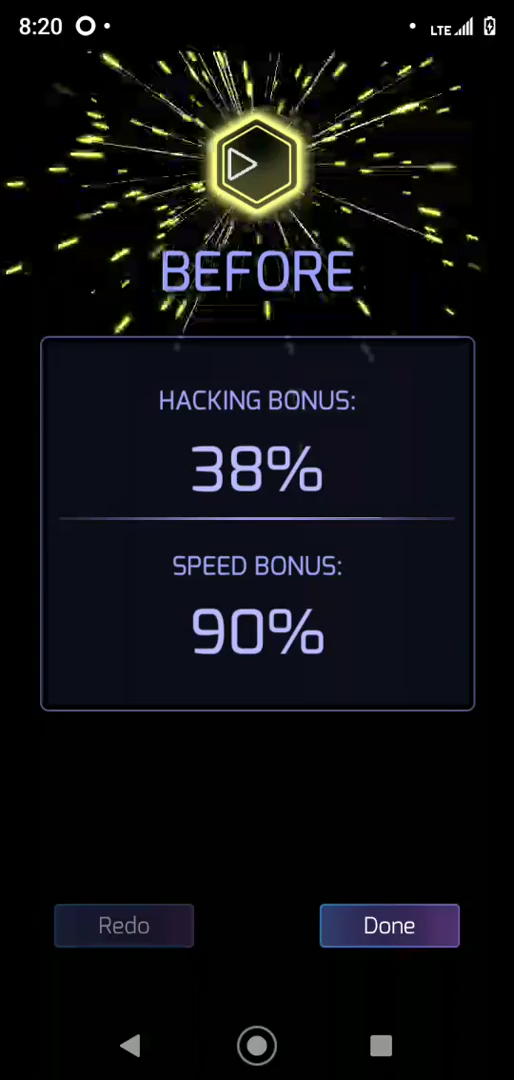 8:20
LTE
BEFORE
HACKING BONUS:
38%
SPEED BONUS:
90%
Redo
Done